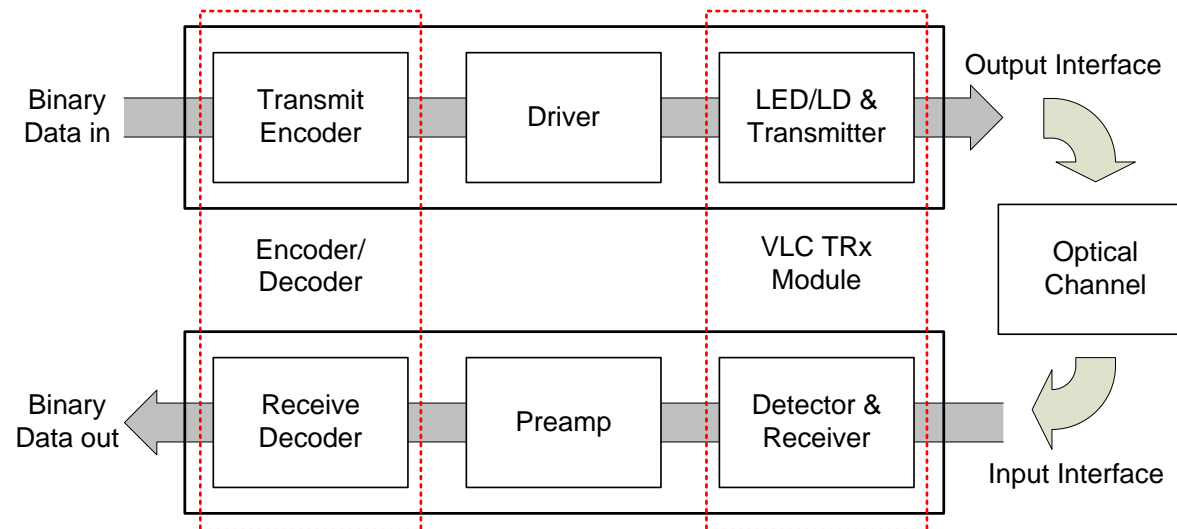 Binary
Data in
Transmit
Encoder
Driver
LED/LD &
Transmitter
Output Interface
Encoder/
Decoder
VLC TRx
Module
Optical
Channel
Binary
Data out
Receive
Decoder
Preamp
Detector &
Receiver
Input Interface